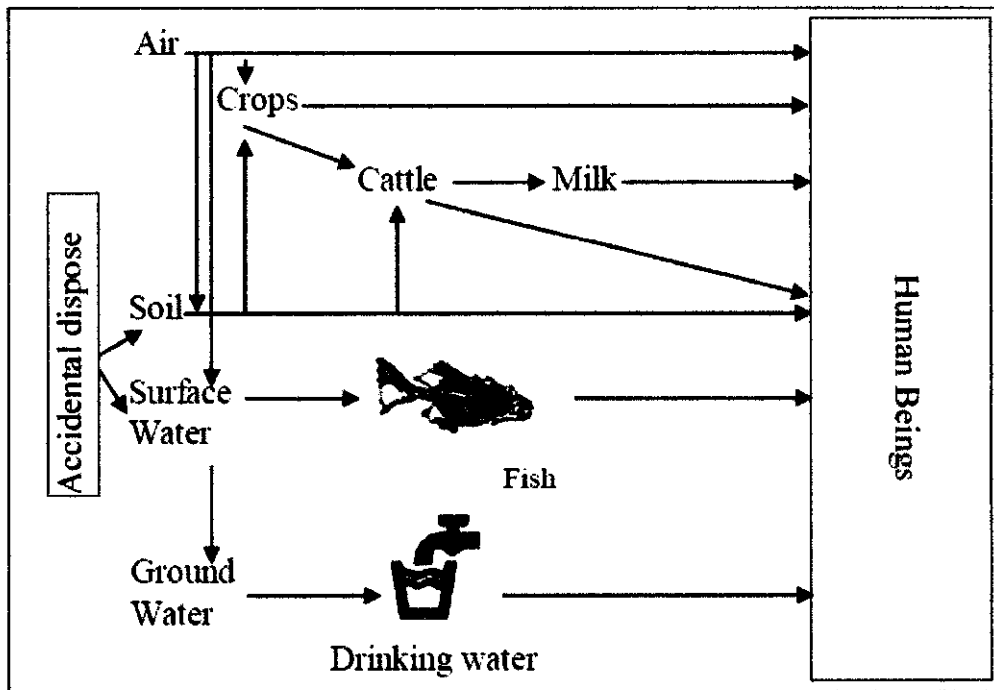 Air
Crops
Cattle
Milk
Accidental dispose
Soil
Surface
Water
Fish
Ground
Water
Drinking water
Human Beings